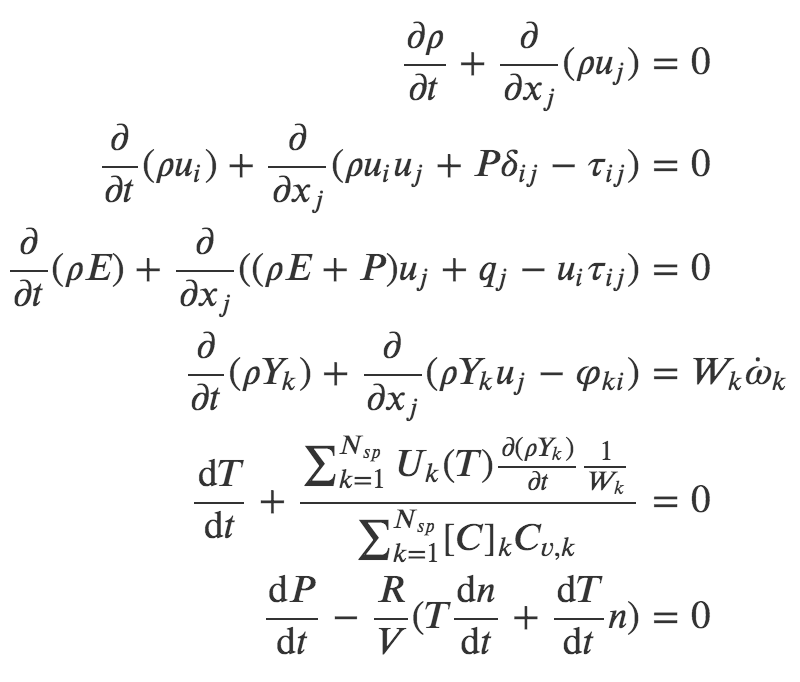 ∂ρ/∂t + ∂/∂x_j (ρu_j) = 0
∂/∂t (ρu_i) + ∂/∂x_j (ρu_i u_j + Pδ_ij − τ_ij) = 0
∂/∂t (ρE) + ∂/∂x_j ((ρE + P)u_j + q_j − u_i τ_ij) = 0
∂/∂t (ρY_k) + ∂/∂x_j (ρY_k u_j − φ_ki) = W_k ω̇_k
dT/dt + (∑_{k=1}^{N_sp} U_k(T) ∂(ρY_k)/∂t 1/W_k) / (∑_{k=1}^{N_sp} [C]_k C_{v,k}) = 0
dP/dt − R/V (T dn/dt + dT/dt n) = 0